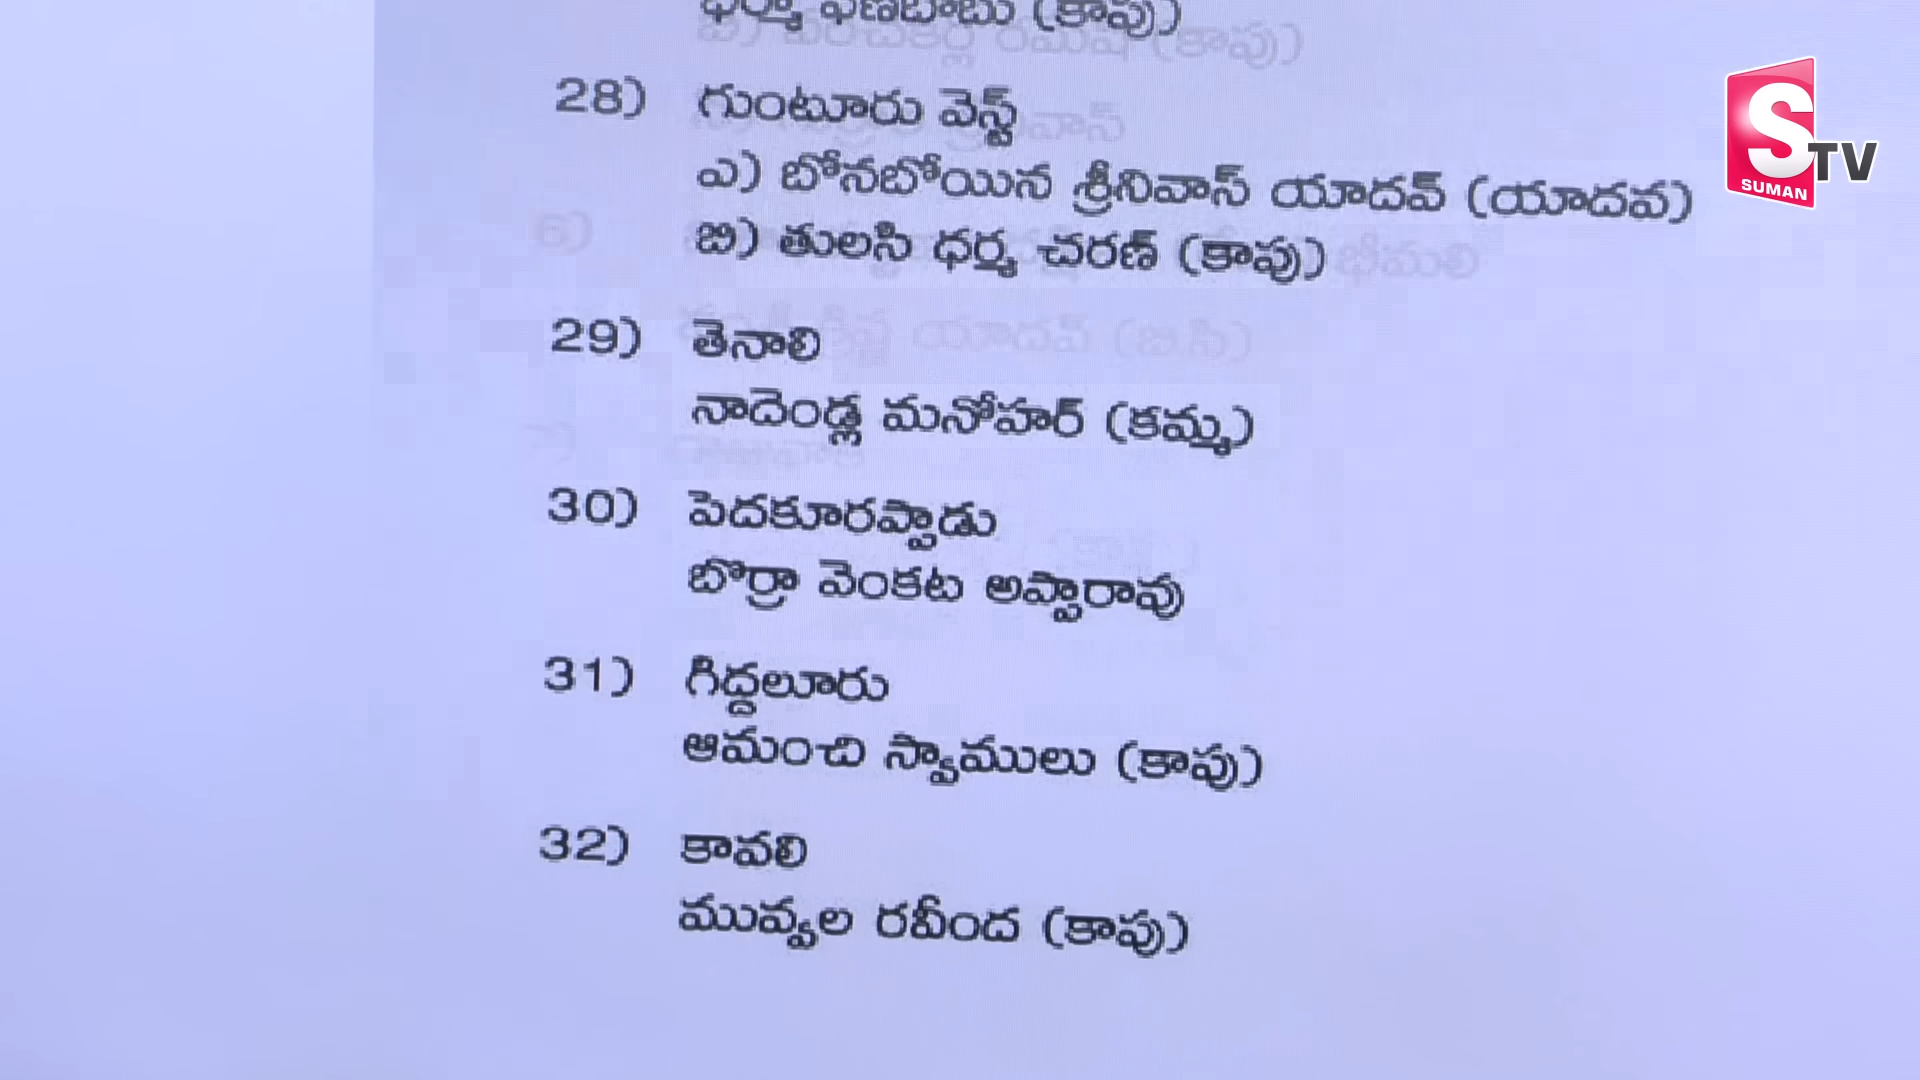 (కాపు)
28) గుంటూరు వెస్ట్
ఎ) బోనబోయిన శ్రీనివాస్ యాదవ్ (యాదవ)
బి) తులసి ధర్మ చరణ్ (కాపు)
29) తెనాలి
నాదెండ్ల మనోహర్ (కమ్మ)
30) పెదకూరప్పాడు
బొర్రా వెంకట అప్పారావు
31) గిద్దలూరు
ఆమంచి స్వాములు (కాపు)
32) కావలి
మువ్వల రవీంద (కాపు)
S TV
SUMAN